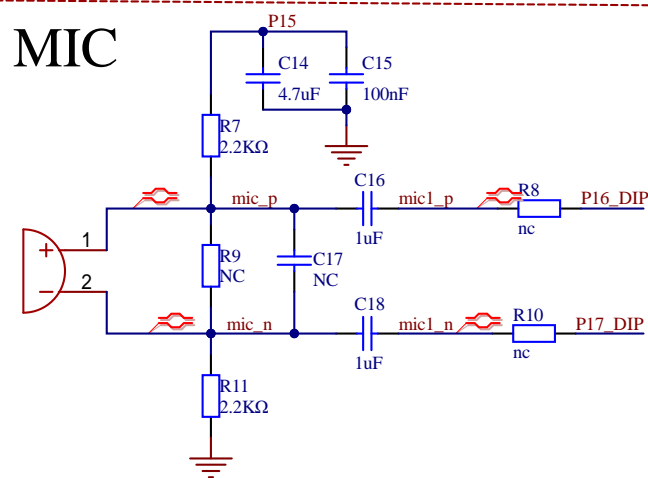 MIC
P15
C14
4.7uF
C15
100nF
R7
2.2KΩ
mic_p
C16
1uF
mic1_p
R8
nc
P16_DIP
1
2
R9
NC
C17
NC
mic_n
C18
1uF
mic1_n
R10
nc
P17_DIP
R11
2.2KΩ